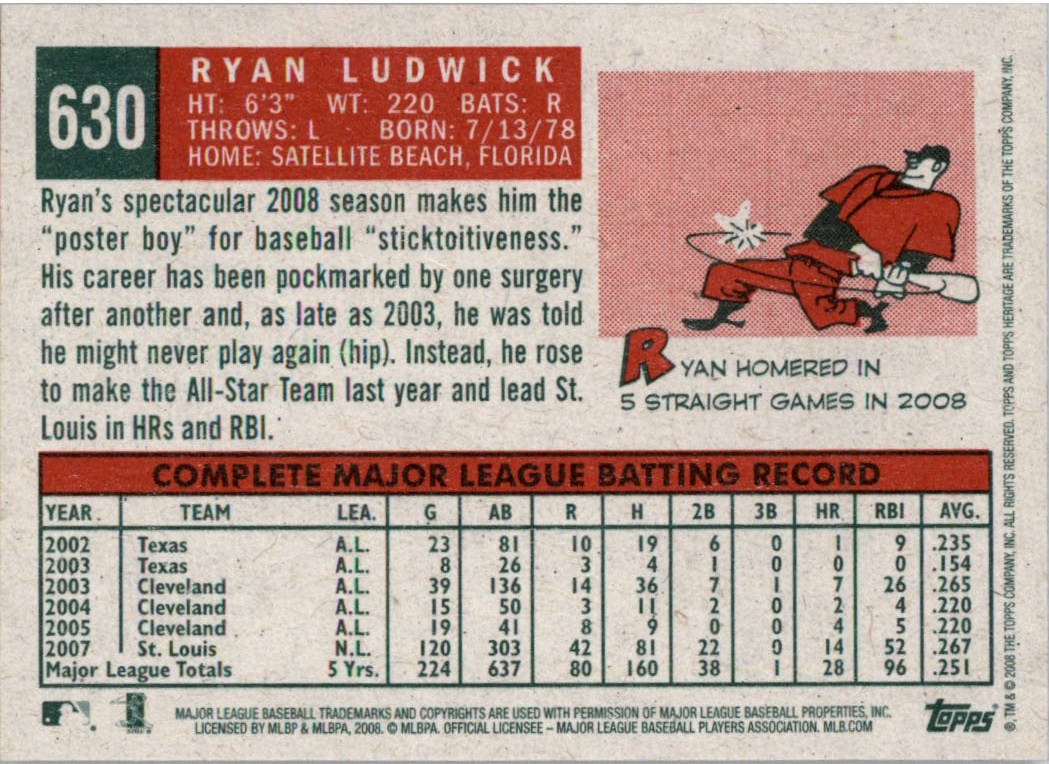 630
RYAN LUDWICK
HT: 6'3" WT: 220 BATS: R
THROWS: L BORN: 7/13/78
HOME: SATELLITE BEACH, FLORIDA
Ryan's spectacular 2008 season makes him the
"poster boy" for baseball "sticktoitiveness."
His career has been pockmarked by one surgery
after another and, as late as 2003, he was told
he might never play again (hip). Instead, he rose
to make the All-Star Team last year and lead St.
Louis in HRs and RBI.
RYAN HOMERED IN
5 STRAIGHT GAMES IN 2008
COMPLETE MAJOR LEAGUE BATTING RECORD
YEAR TEAM LEA. G AB R H 2B 3B HR RBI AVG.
2002 Texas A.L. 23 81 10 19 6 0 1 9 .235
2003 Texas A.L. 8 26 3 4 1 0 0 0 .154
2003 Cleveland A.L. 39 136 14 36 7 1 7 26 .265
2004 Cleveland A.L. 15 50 3 11 2 0 2 4 .220
2005 Cleveland A.L. 19 41 8 9 0 0 4 5 .220
2007 St. Louis N.L. 120 303 42 81 22 0 14 52 .267
Major League Totals 5 Yrs. 224 637 80 160 38 1 28 96 .251
MAJOR LEAGUE BASEBALL TRADEMARKS AND COPYRIGHTS ARE USED WITH PERMISSION OF MAJOR LEAGUE BASEBALL PROPERTIES, INC.
LICENSED BY MLBP & MLBPA, 2008. © MLBPA. OFFICIAL LICENSEE – MAJOR LEAGUE BASEBALL PLAYERS ASSOCIATION. MLB.COM
Topps
®, TM & © 2008 THE TOPPS COMPANY, INC. ALL RIGHTS RESERVED. TOPPS AND TOPPS HERITAGE ARE TRADEMARKS OF THE TOPPS COMPANY, INC.